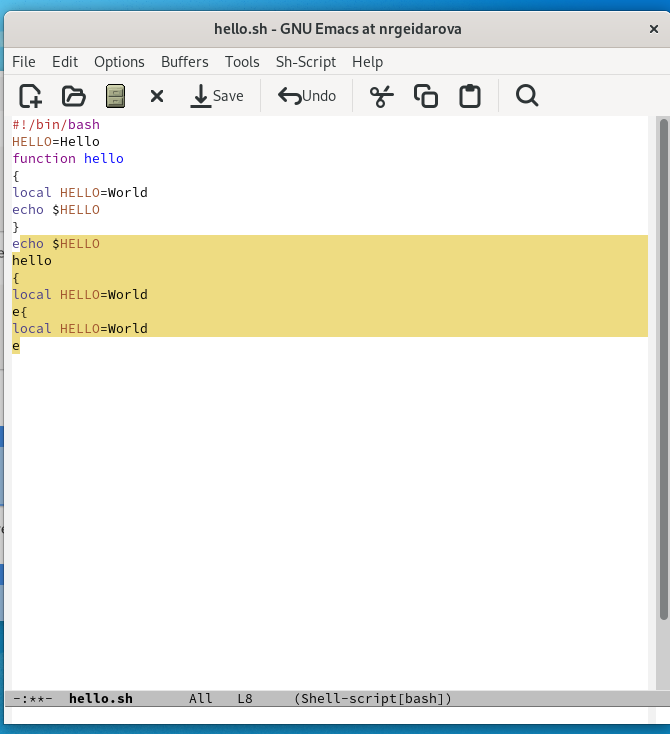 hello.sh - GNU Emacs at nrgeidarova
File Edit Options Buffers Tools Sh-Script Help
Save Undo
#!/bin/bash
HELLO=Hello
function hello
{
local HELLO=World
echo $HELLO
}
echo $HELLO
hello
{
local HELLO=World
e{
local HELLO=World
e
-:**- hello.sh All L8 (Shell-script[bash])